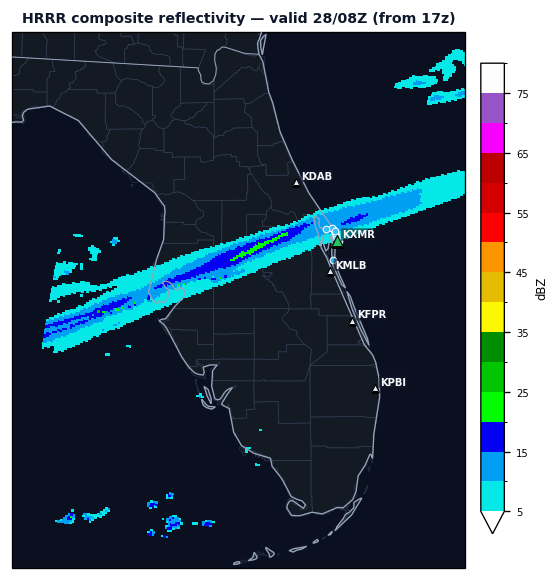 HRRR composite reflectivity — valid 28/08Z (from 17z)
KDAB
KXMR
KMLB
KFPR
KPBI
75
65
55
45
35
25
15
5
dBZ